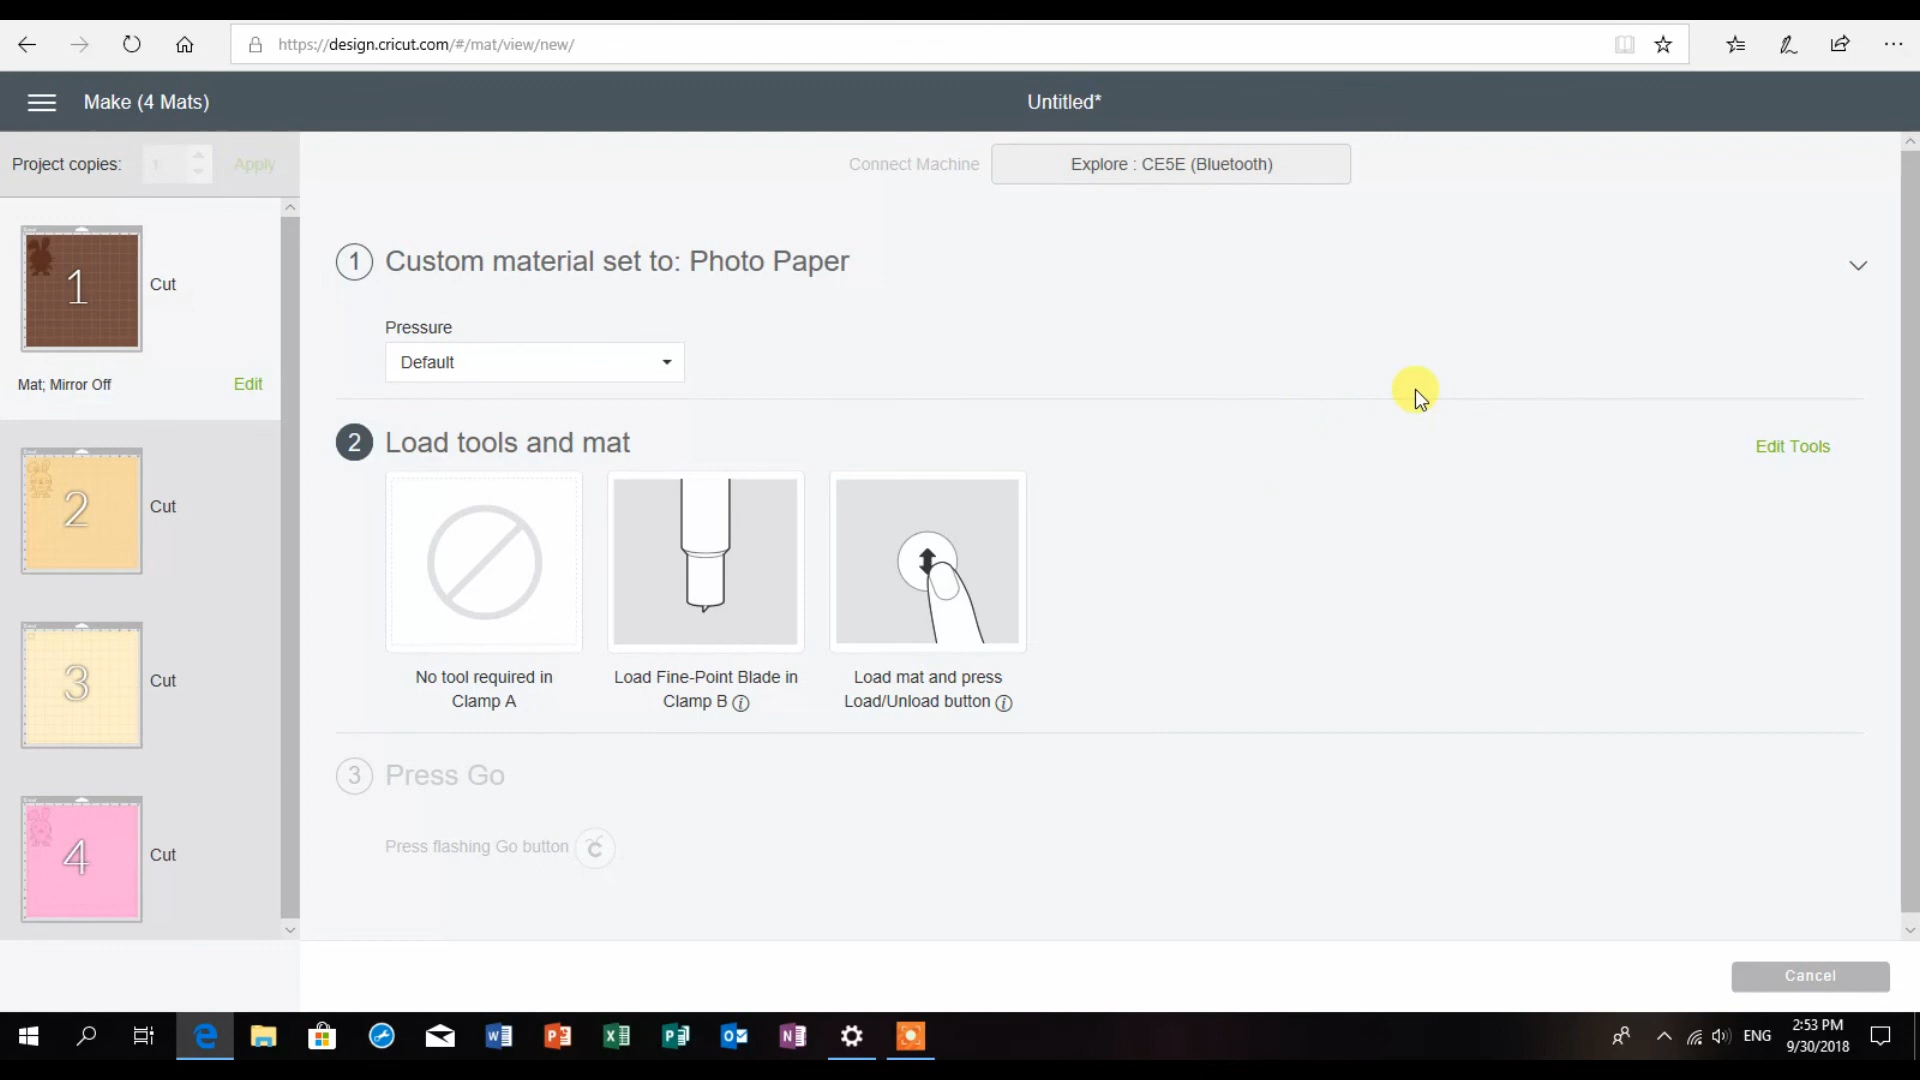 https://design.cricut.com/#/mat/view/new/
Make (4 Mats)
Untitled*
Project copies:
1
Apply
Connect Machine
Explore : CE5E (Bluetooth)
1
Cut
Mat; Mirror Off
Edit
2
Cut
3
Cut
4
Cut
1
Custom material set to: Photo Paper
Pressure
Default
2
Load tools and mat
Edit Tools
No tool required in
Clamp A
Load Fine-Point Blade in
Clamp B
Load mat and press
Load/Unload button
3
Press Go
Press flashing Go button
Cancel
ENG
2:53 PM
9/30/2018